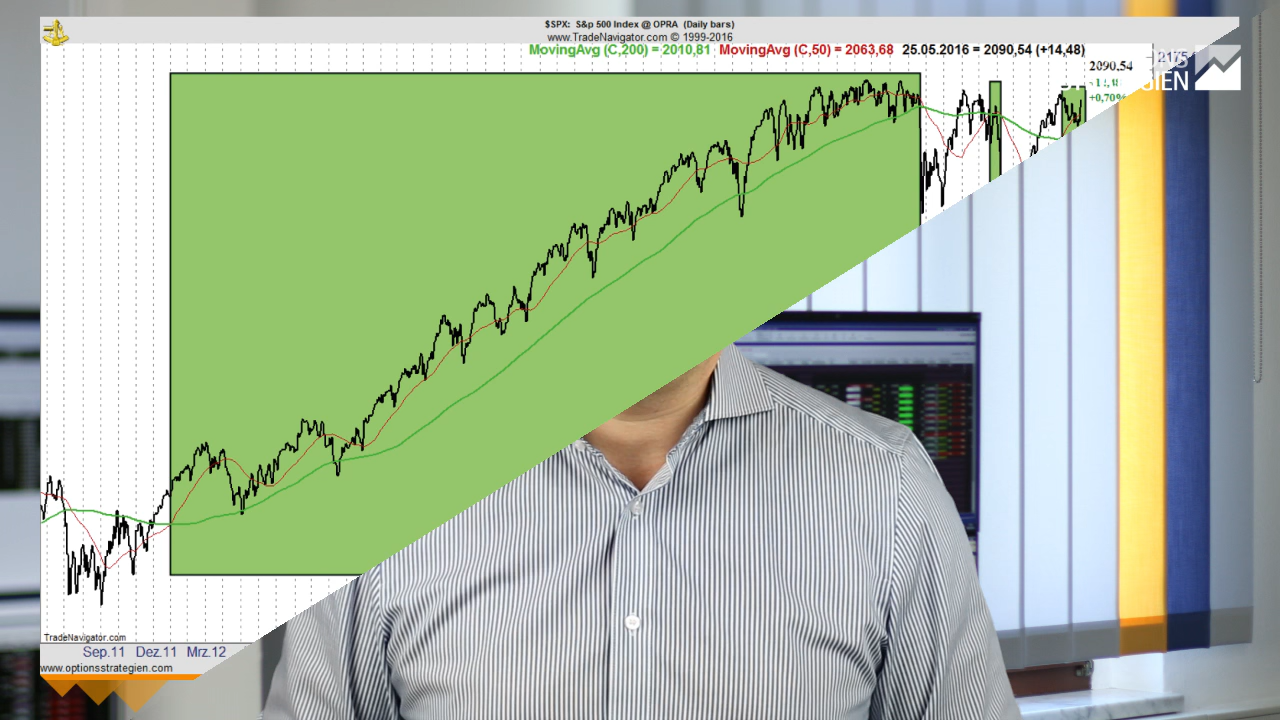 $SPX: S&p 500 Index @ OPRA (Daily bars)
www.TradeNavigator.com © 1999-2016
MovingAvg (C,200) = 2010,81 MovingAvg (C,50) = 2063,68 25.05.2016 = 2090,54 (+14,48)
2175
2090,54
+0,70%
TradeNavigator.com
Sep.11 Dez.11 Mrz.12
www.optionsstrategien.com